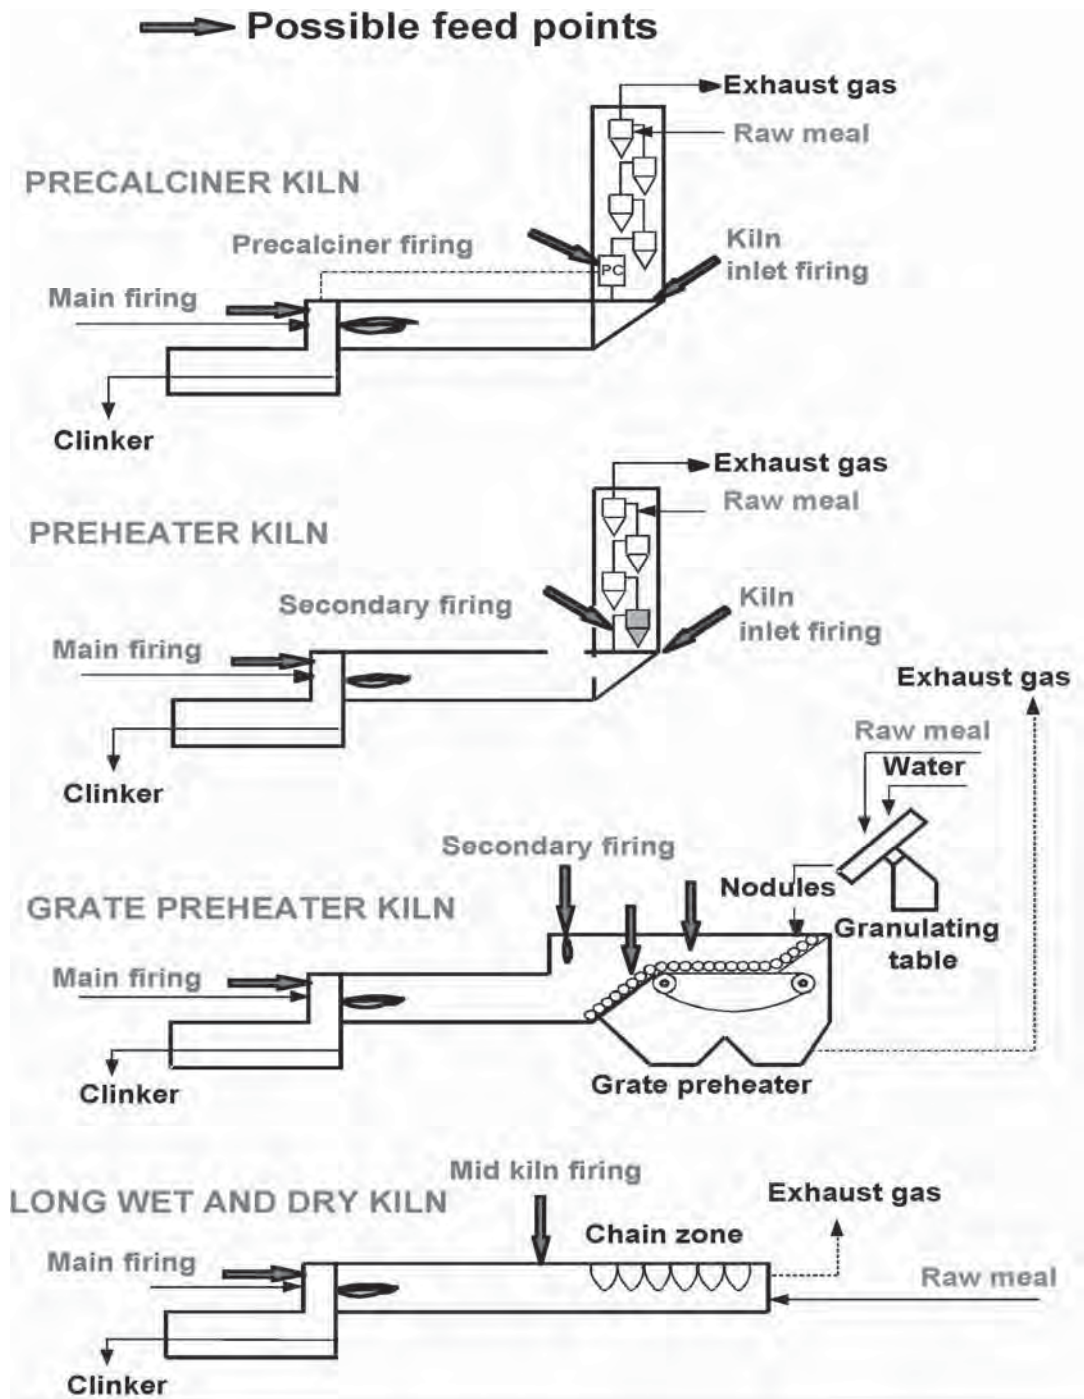 Possible feed points
Exhaust gas
Raw meal
PRECALCINER KILN
Precalciner firing
Kiln
inlet firing
PC
Main firing
Clinker
Exhaust gas
Raw meal
PREHEATER KILN
Secondary firing
Kiln
inlet firing
Main firing
Clinker
Exhaust gas
Raw meal
Water
Secondary firing
Nodules
GRATE PREHEATER KILN
Granulating
table
Main firing
Clinker
Grate preheater
Mid kiln firing
LONG WET AND DRY KILN
Exhaust gas
Chain zone
Main firing
Raw meal
Clinker